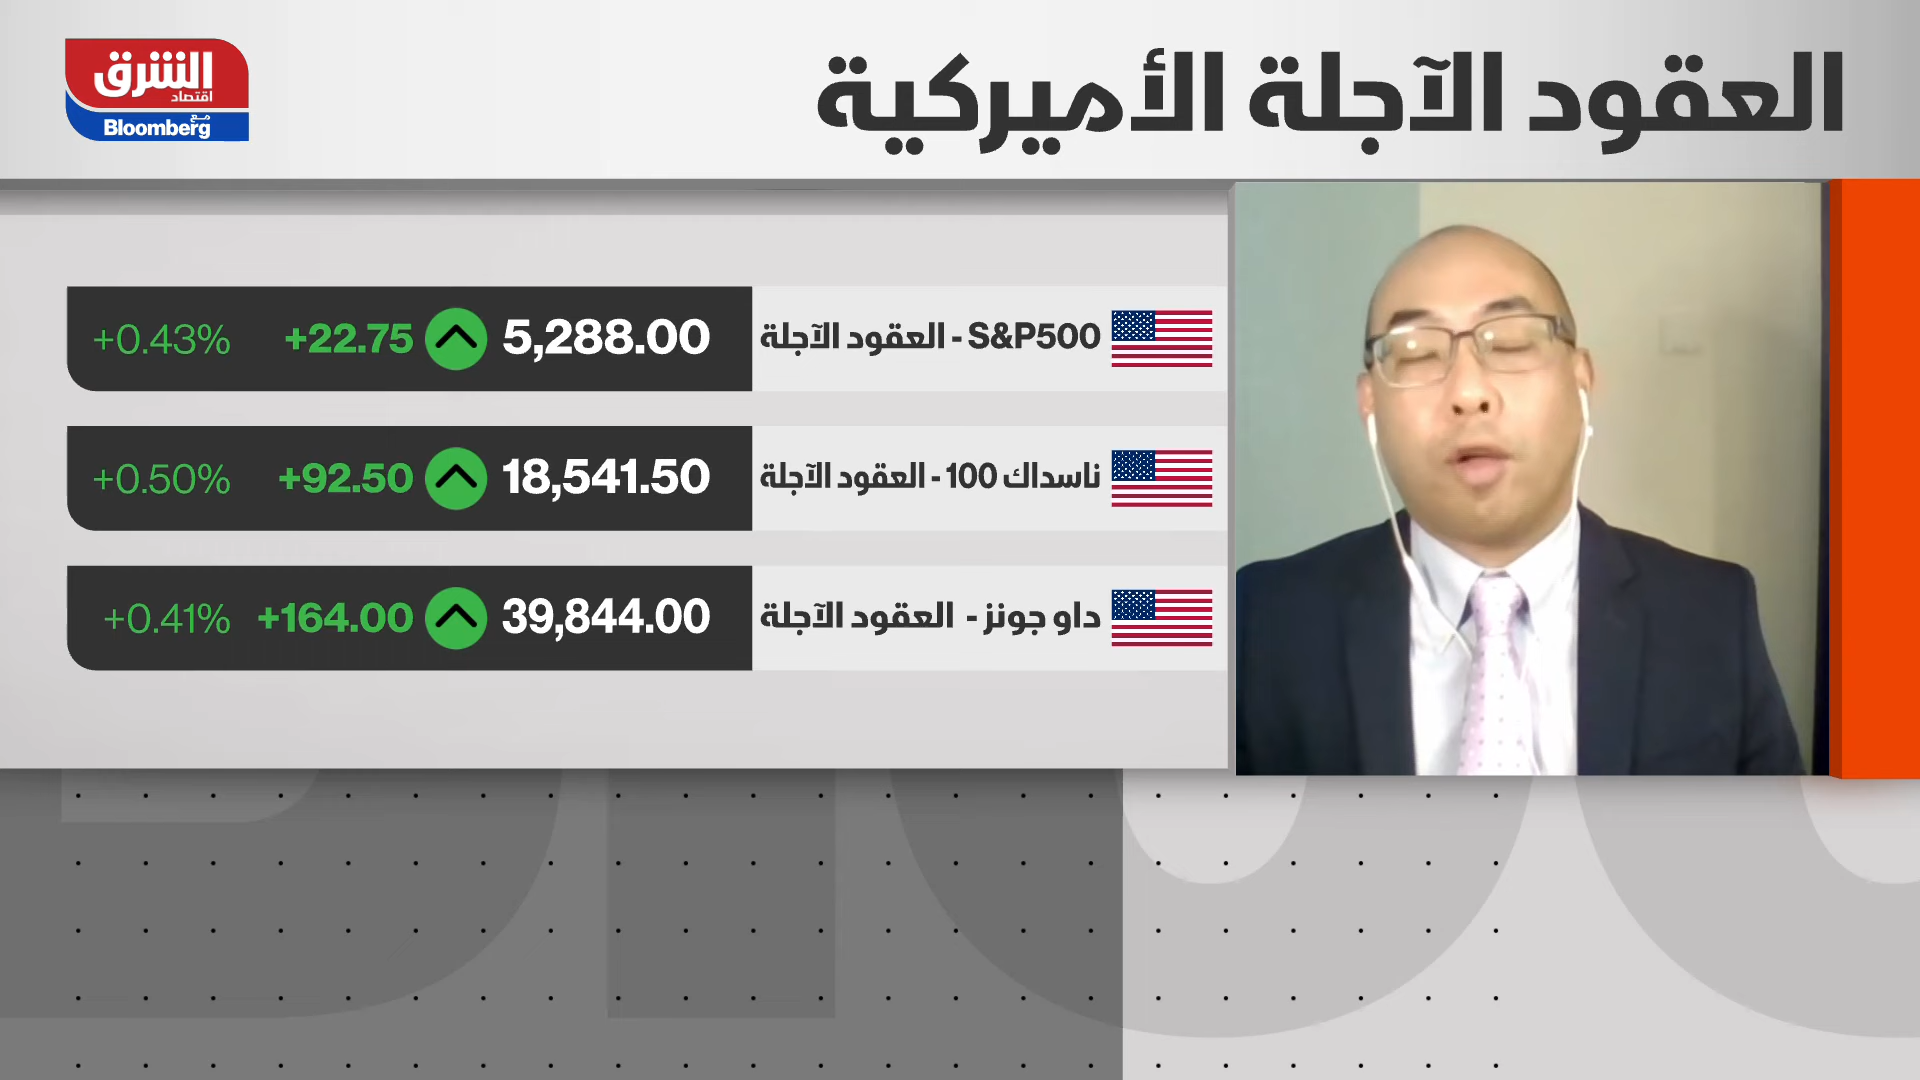 العقود الآجلة الأميركية
الشرق
اقتصاد
مع
Bloomberg
S&P500 - العقود الآجلة 5,288.00 +22.75 +0.43%
ناسداك 100 - العقود الآجلة 18,541.50 +92.50 +0.50%
داو جونز - العقود الآجلة 39,844.00 +164.00 +0.41%